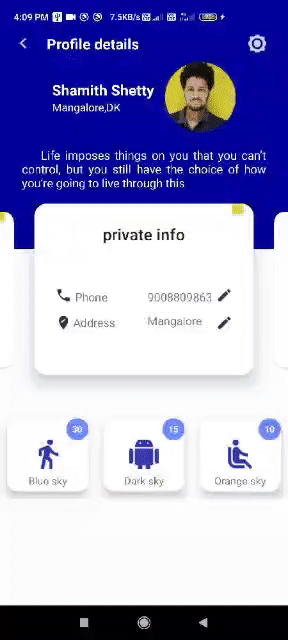 4:09 PM 7.5KB/s
Profile details
Shamith Shetty
Mangalore,DK
Life imposes things on you that you can't
control, but you still have the choice of how
you're going to live through this
private info
Phone 9008809863
Address Mangalore
30 15 10
Blue sky Dark sky Orange sky